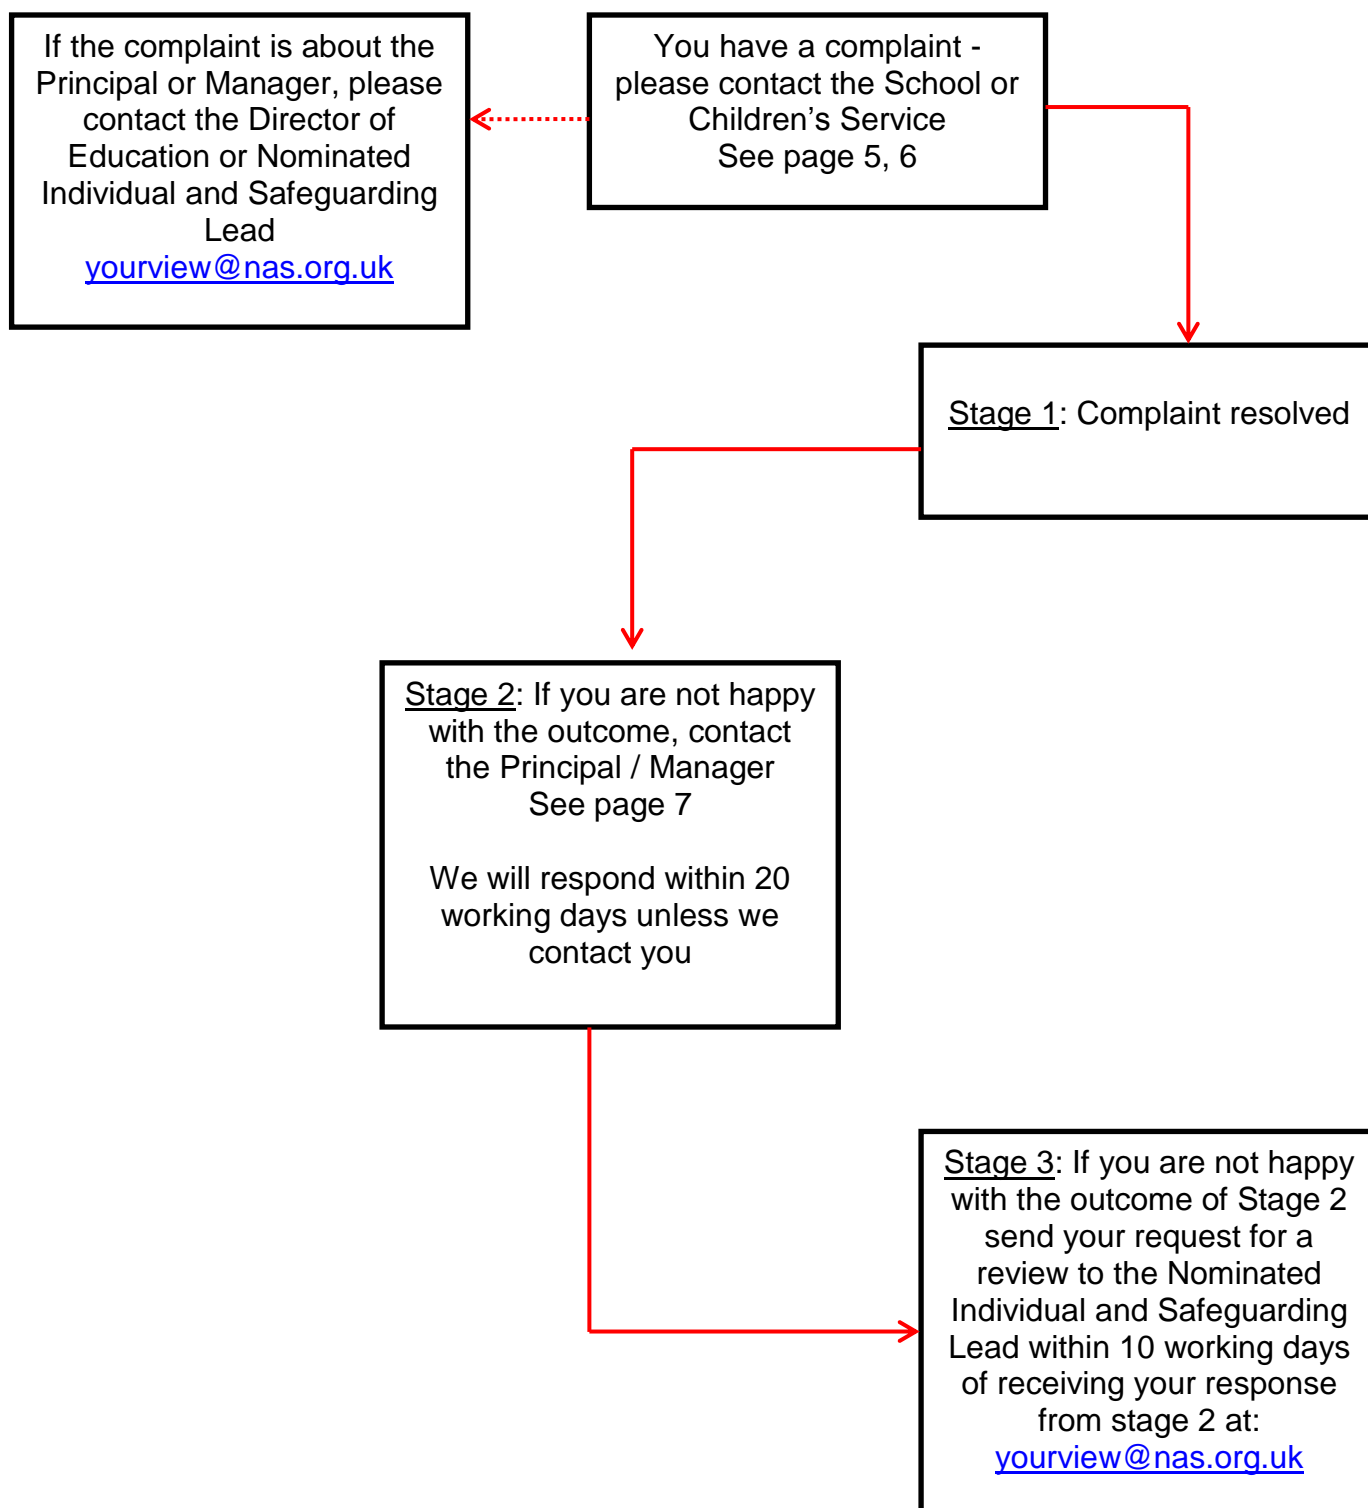 If the complaint is about the
Principal or Manager, please
contact the Director of
Education or Nominated
Individual and Safeguarding
Lead
yourview@nas.org.uk
You have a complaint -
please contact the School or
Children’s Service
See page 5, 6
Stage 1: Complaint resolved
Stage 2: If you are not happy
with the outcome, contact
the Principal / Manager
See page 7
We will respond within 20
working days unless we
contact you
Stage 3: If you are not happy
with the outcome of Stage 2
send your request for a
review to the Nominated
Individual and Safeguarding
Lead within 10 working days
of receiving your response
from stage 2 at:
yourview@nas.org.uk